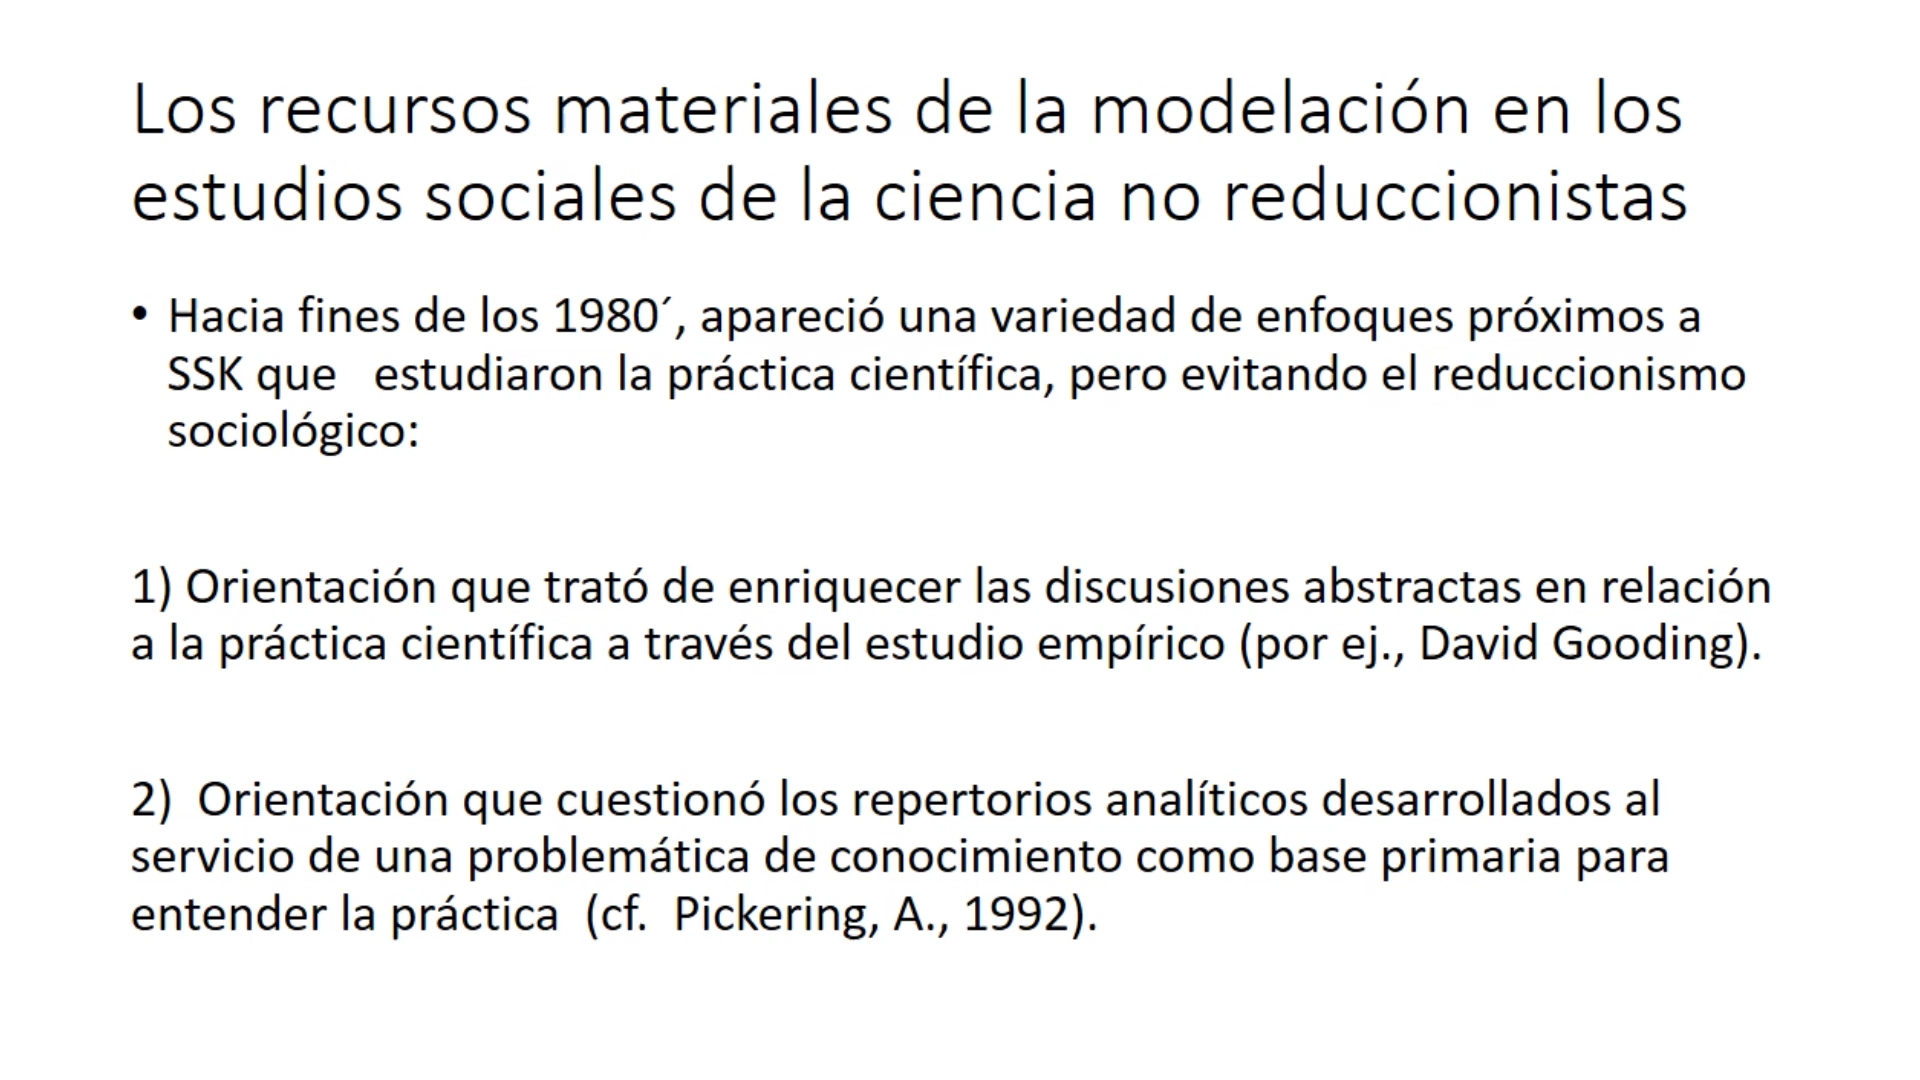 Los recursos materiales de la modelación en los
estudios sociales de la ciencia no reduccionistas
• Hacia fines de los 1980´, apareció una variedad de enfoques próximos a
SSK que   estudiaron la práctica científica, pero evitando el reduccionismo
sociológico:
1) Orientación que trató de enriquecer las discusiones abstractas en relación
a la práctica científica a través del estudio empírico (por ej., David Gooding).
2)  Orientación que cuestionó los repertorios analíticos desarrollados al
servicio de una problemática de conocimiento como base primaria para
entender la práctica  (cf.  Pickering, A., 1992).